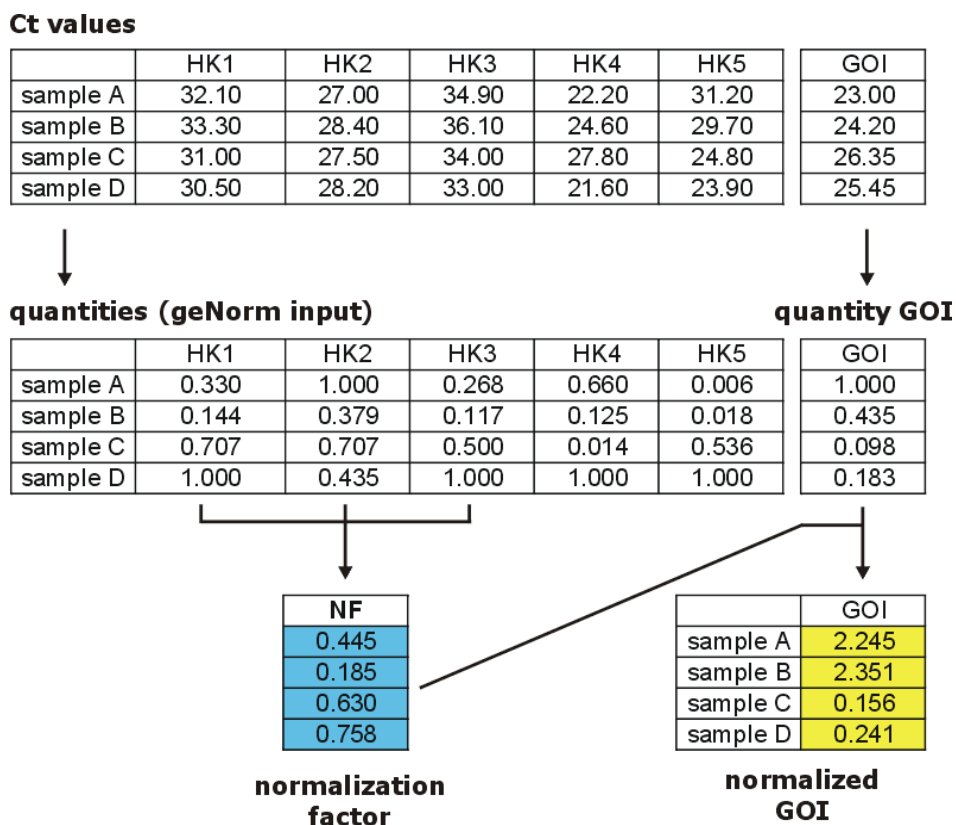 Ct values
HK1 HK2 HK3 HK4 HK5 GOI
sample A 32.10 27.00 34.90 22.20 31.20 23.00
sample B 33.30 28.40 36.10 24.60 29.70 24.20
sample C 31.00 27.50 34.00 27.80 24.80 26.35
sample D 30.50 28.20 33.00 21.60 23.90 25.45
quantities (geNorm input) quantity GOI
HK1 HK2 HK3 HK4 HK5 GOI
sample A 0.330 1.000 0.268 0.660 0.006 1.000
sample B 0.144 0.379 0.117 0.125 0.018 0.435
sample C 0.707 0.707 0.500 0.014 0.536 0.098
sample D 1.000 0.435 1.000 1.000 1.000 0.183
NF
0.445
0.185
0.630
0.758
normalization
factor
GOI
sample A 2.245
sample B 2.351
sample C 0.156
sample D 0.241
normalized
GOI